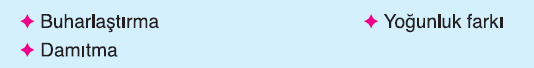 ✦ Buharlaştırma
✦ Yoğunluk farkı
✦ Damıtma